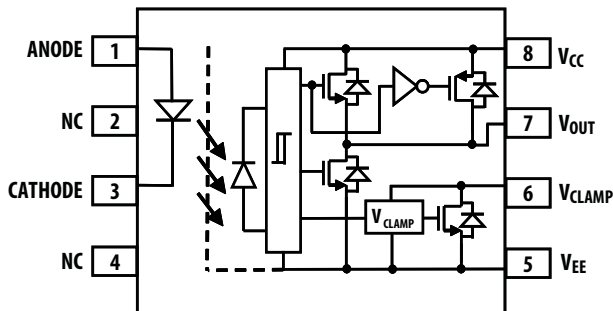 ANODE 1
NC 2
CATHODE 3
NC 4
8 VCC
7 VOUT
6 VCLAMP
5 VEE
VCLAMP